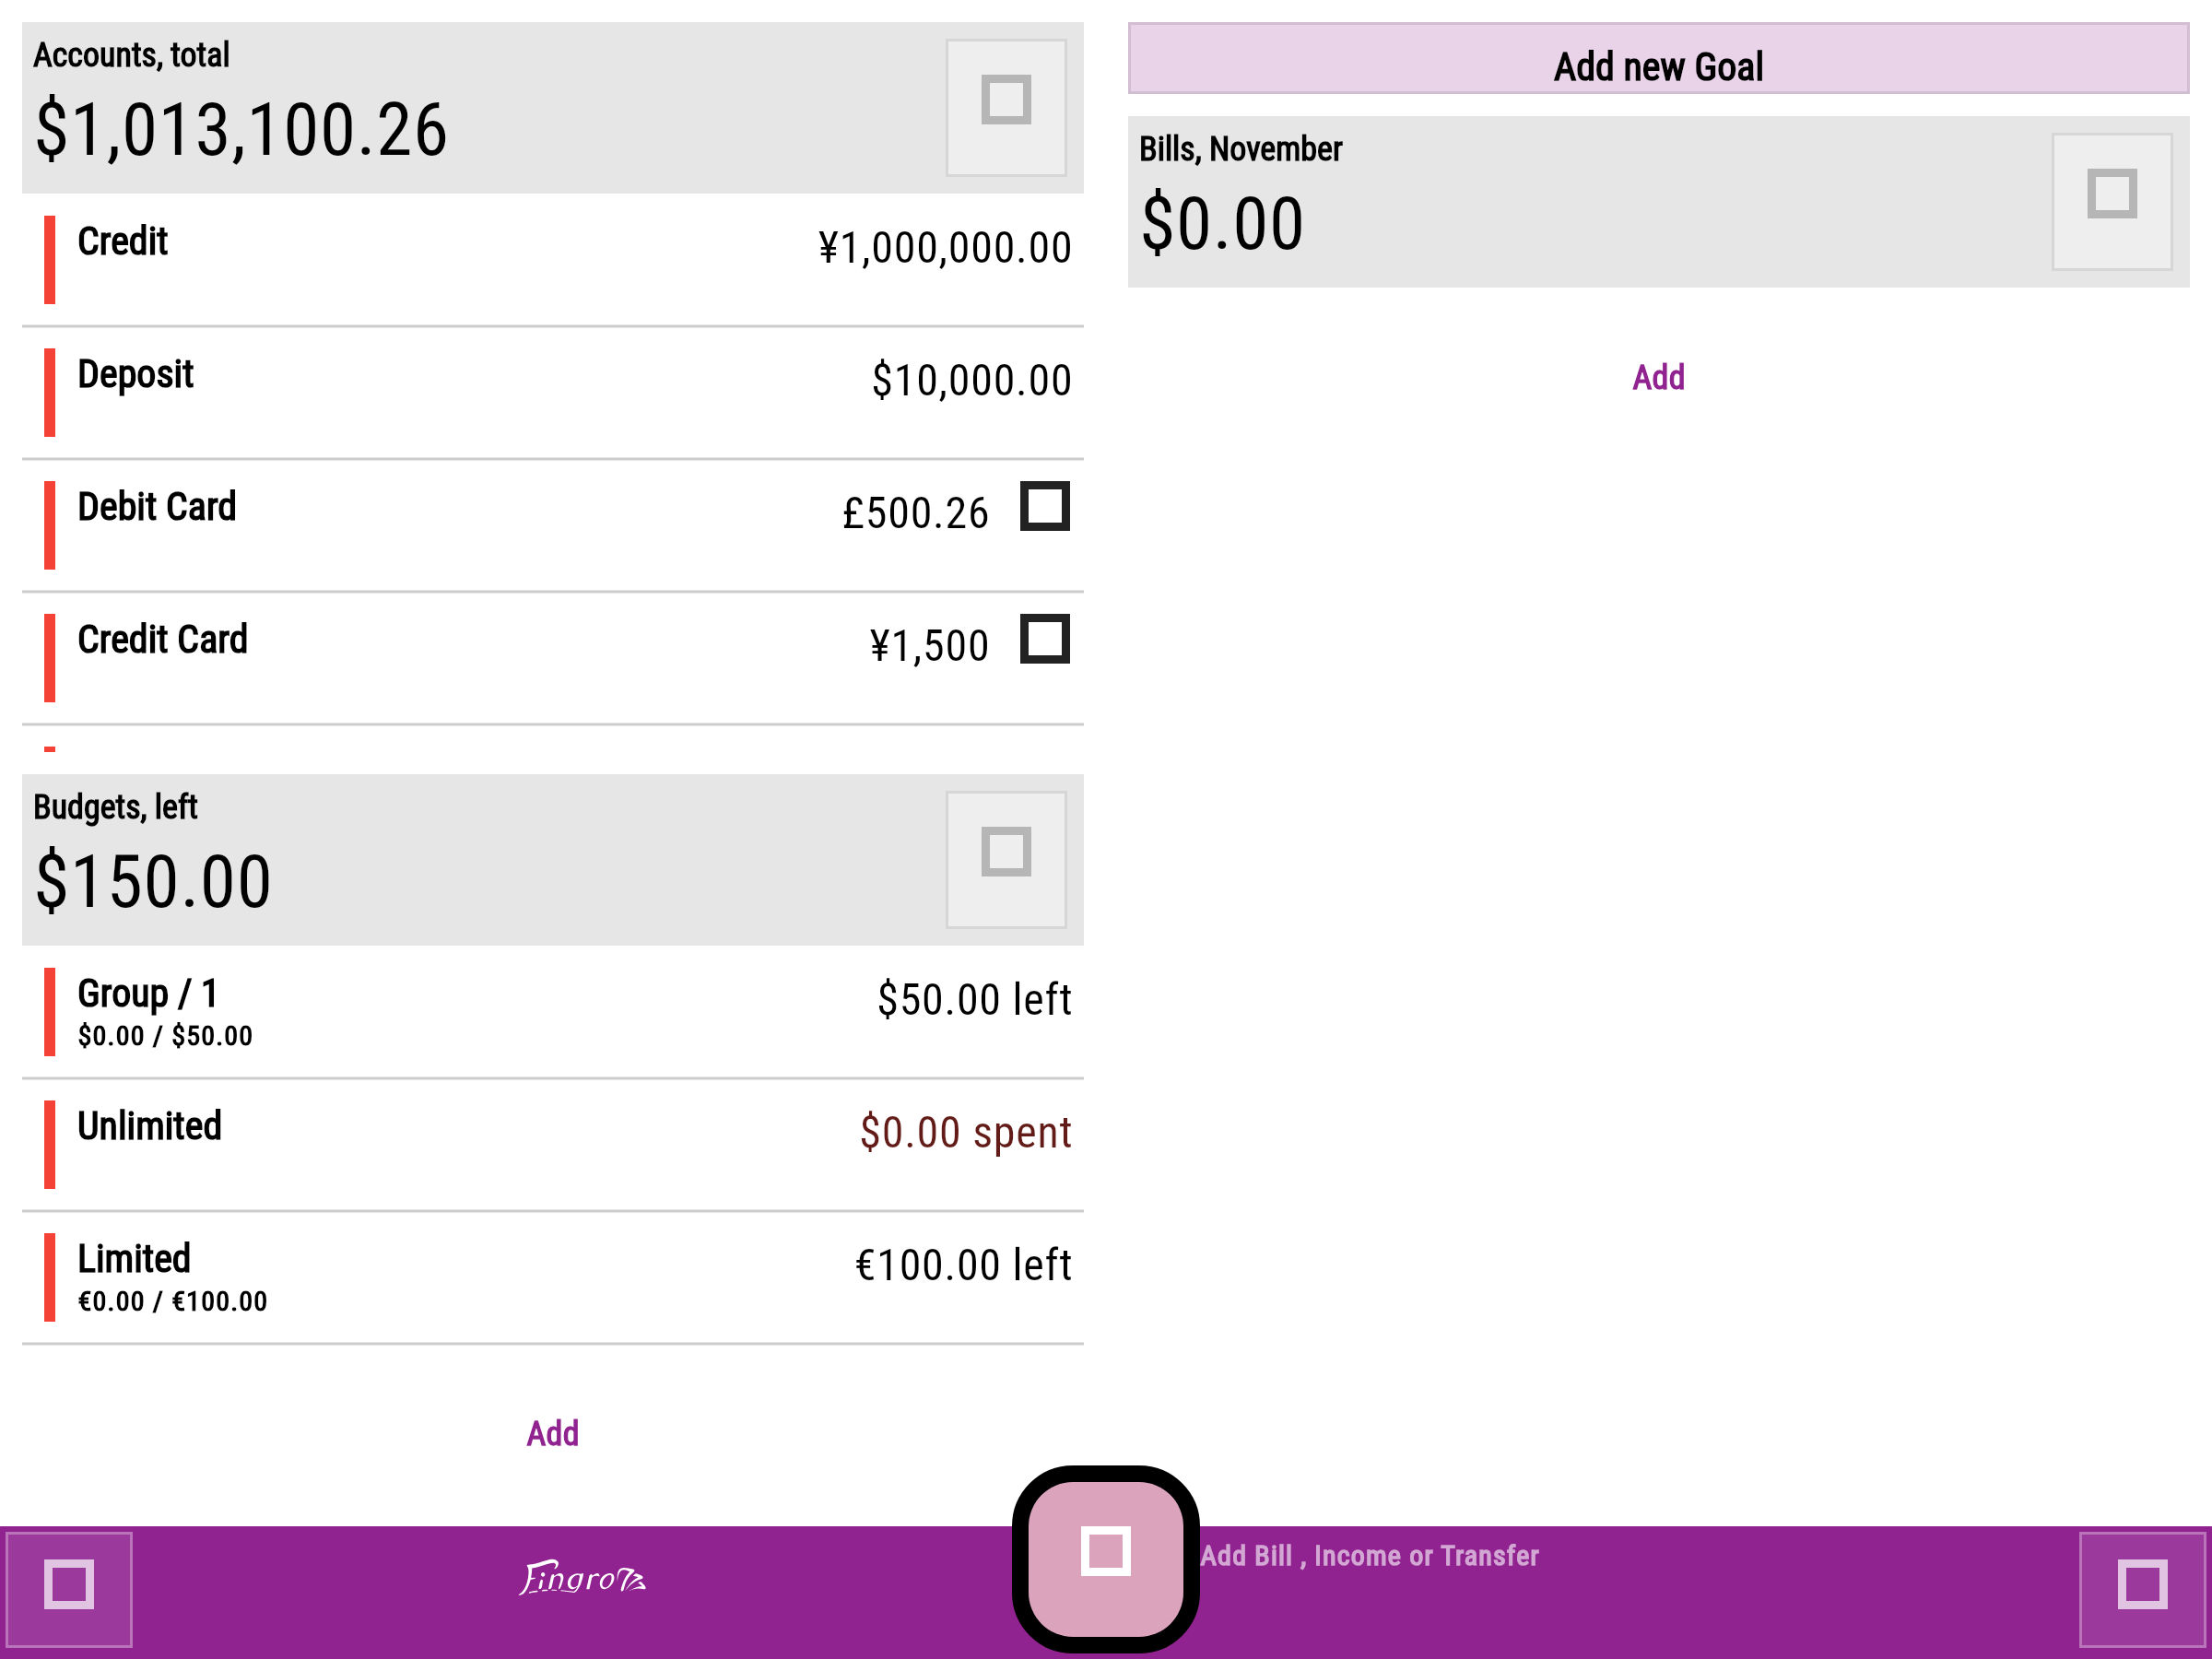 Accounts, total
$1,013,100.26
Credit
¥1,000,000.00
Deposit
$10,000.00
Debit Card
£500.26
Credit Card
¥1,500
Budgets, left
$150.00
Group / 1
$50.00 left
$0.00 / $50.00
Unlimited
$0.00 spent
Limited
€100.00 left
€0.00 / €100.00
Add
Add new Goal
Bills, November
$0.00
Add
Fingro
Add Bill , Income or Transfer